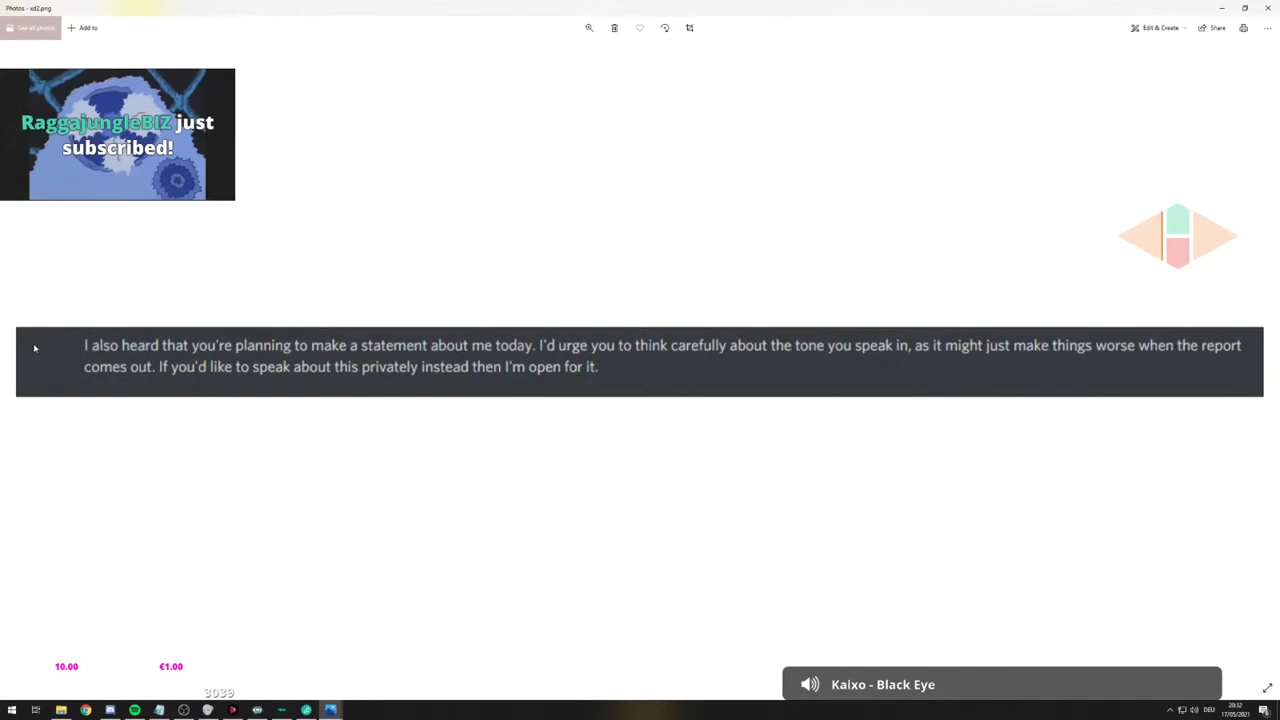 Photos - xd2.png
See all photos
Add to
Edit & Create
Share
RaggajungleBIZ just
subscribed!
I also heard that you're planning to make a statement about me today. I'd urge you to think carefully about the tone you speak in, as it might just make things worse when the report
comes out. If you'd like to speak about this privately instead then I'm open for it.
10.00
€1.00
3039
Kaixo - Black Eye
DEU
20:32
17/05/2021